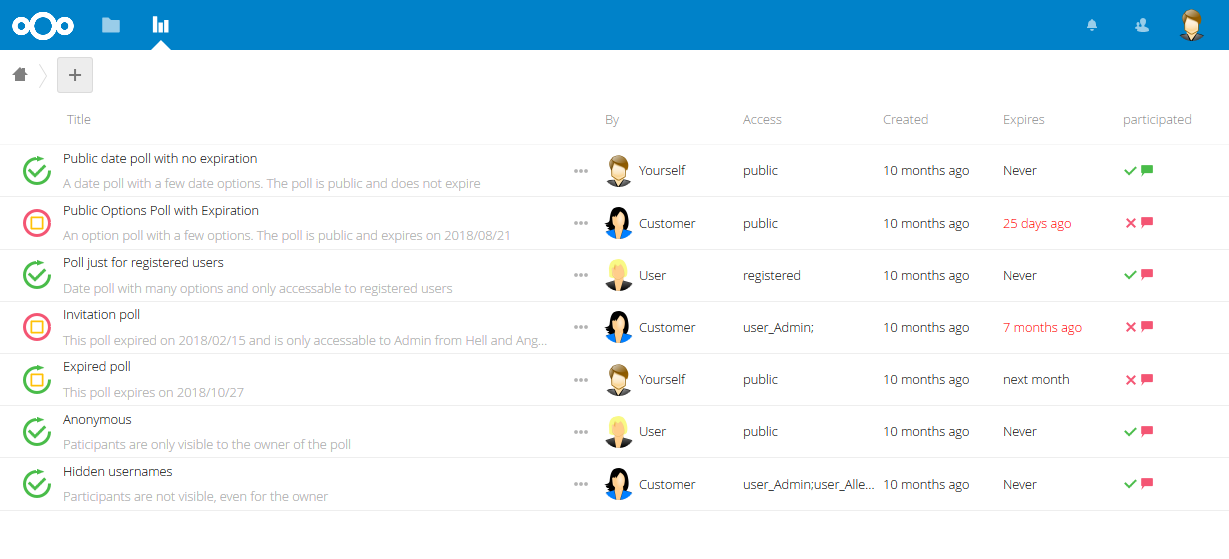 Title By Access Created Expires participated
Public date poll with no expiration
A date poll with a few date options. The poll is public and does not expire
Yourself public 10 months ago Never
Public Options Poll with Expiration
An option poll with a few options. The poll is public and expires on 2018/08/21
Customer public 10 months ago 25 days ago
Poll just for registered users
Date poll with many options and only accessable to registered users
User registered 10 months ago Never
Invitation poll
This poll expired on 2018/02/15 and is only accessable to Admin from Hell and Ang...
Customer user_Admin; 10 months ago 7 months ago
Expired poll
This poll expires on 2018/10/27
Yourself public 10 months ago next month
Anonymous
Paticipants are only visible to the owner of the poll
User public 10 months ago Never
Hidden usernames
Participants are not visible, even for the owner
Customer user_Admin;user_Alle... 10 months ago Never